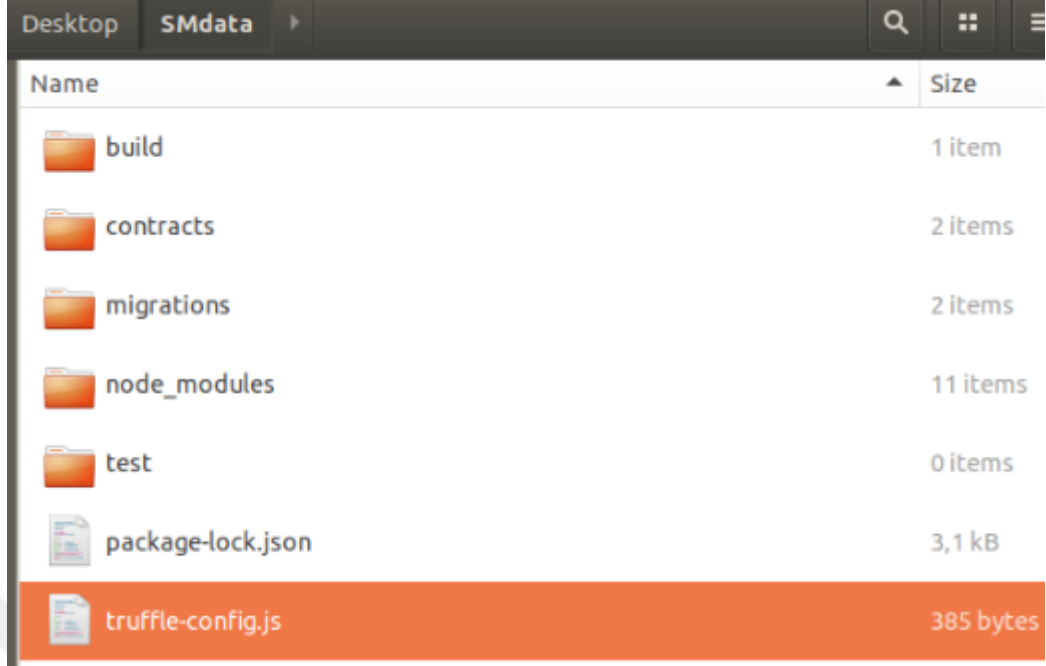 Desktop SMdata
Name Size
build 1 item
contracts 2 items
migrations 2 items
node_modules 11 items
test 0 items
package-lock.json 3,1 kB
truffle-config.js 385 bytes